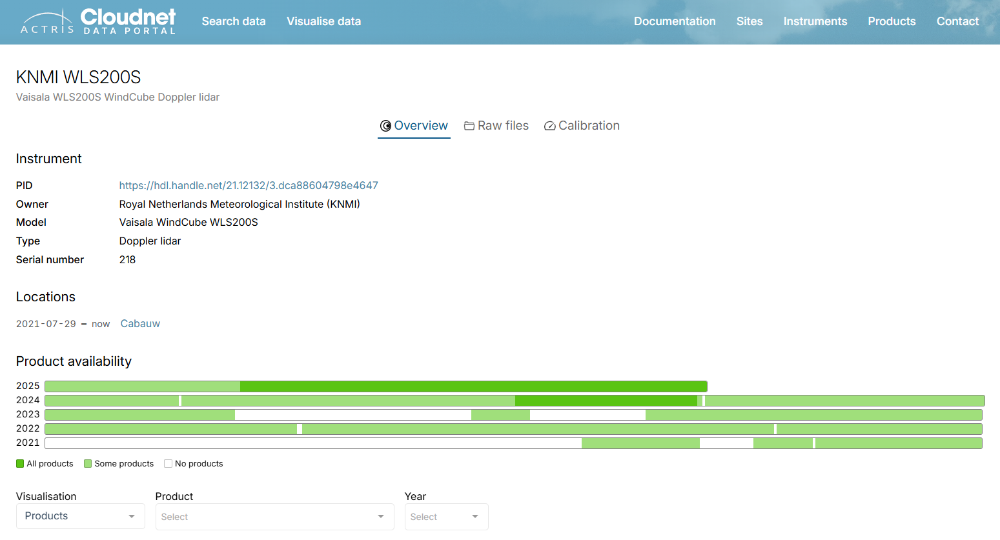 ACTRIS Cloudnet DATA PORTAL Search data Visualise data Documentation Sites Instruments Products Contact
KNMI WLS200S
Vaisala WLS200S WindCube Doppler lidar
Overview Raw files Calibration
Instrument
PID https://hdl.handle.net/21.12132/3.dca88604798e4647
Owner Royal Netherlands Meteorological Institute (KNMI)
Model Vaisala WindCube WLS200S
Type Doppler lidar
Serial number 218
Locations
2021-07-29 – now Cabauw
Product availability
2025
2024
2023
2022
2021
All products Some products No products
Visualisation Product Year
Products Select Select